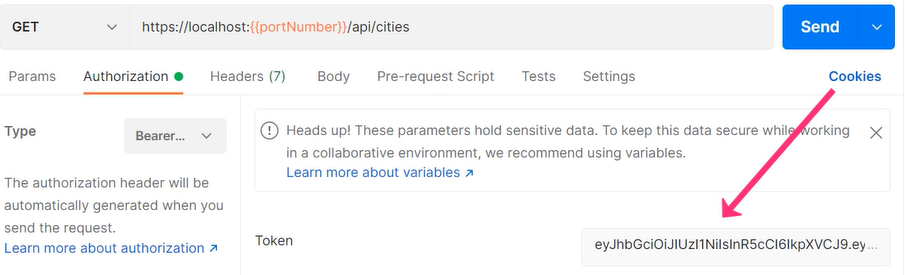 GET https://localhost:{{portNumber}}/api/cities Send
Params Authorization Headers (7) Body Pre-request Script Tests Settings Cookies
Type Bearer...
The authorization header will be
automatically generated when you
send the request.
Learn more about authorization ↗
Heads up! These parameters hold sensitive data. To keep this data secure while working
in a collaborative environment, we recommend using variables.
Learn more about variables ↗
Token eyJhbGciOiJIUzI1NiIsInR5cCI6IkpXVCJ9.ey...